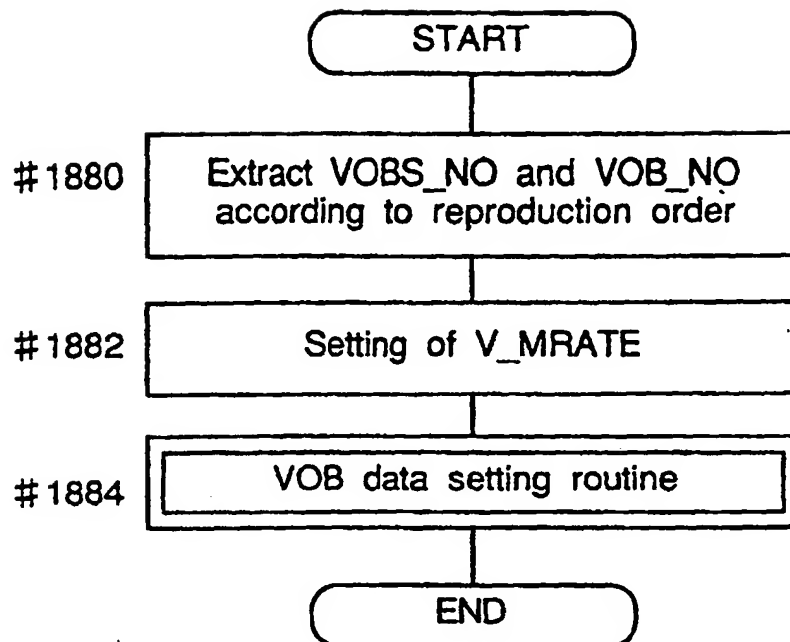 START
#1880
Extract VOBS_NO and VOB_NO
according to reproduction order
#1882
Setting of V_MRATE
#1884
VOB data setting routine
END